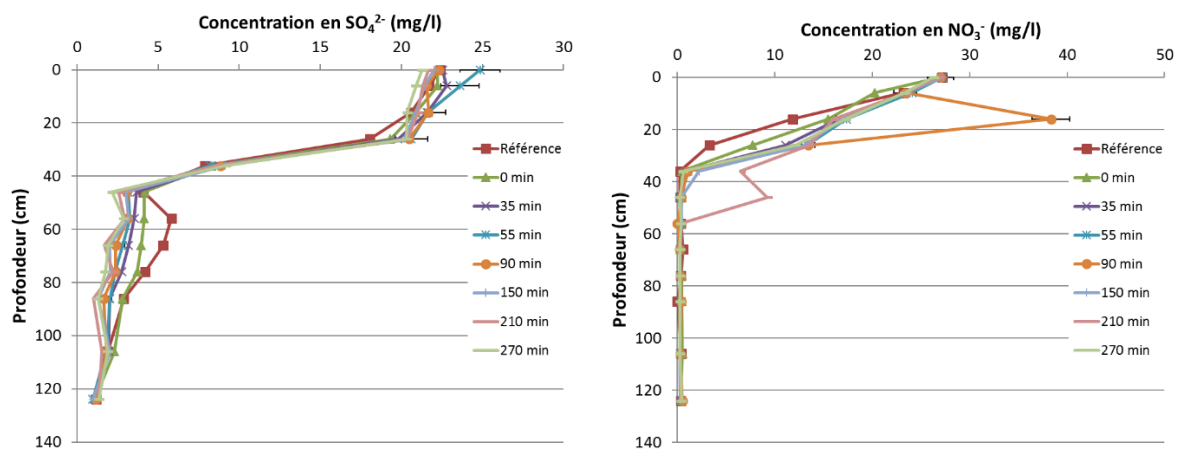 Concentration en SO₄²⁻ (mg/l)
0 5 10 15 20 25 30
Profondeur (cm)
0
20
40
60
80
100
120
140
Référence
0 min
35 min
55 min
90 min
150 min
210 min
270 min
Concentration en NO₃⁻ (mg/l)
0 10 20 30 40 50
Profondeur (cm)
0
20
40
60
80
100
120
140
Référence
0 min
35 min
55 min
90 min
150 min
210 min
270 min